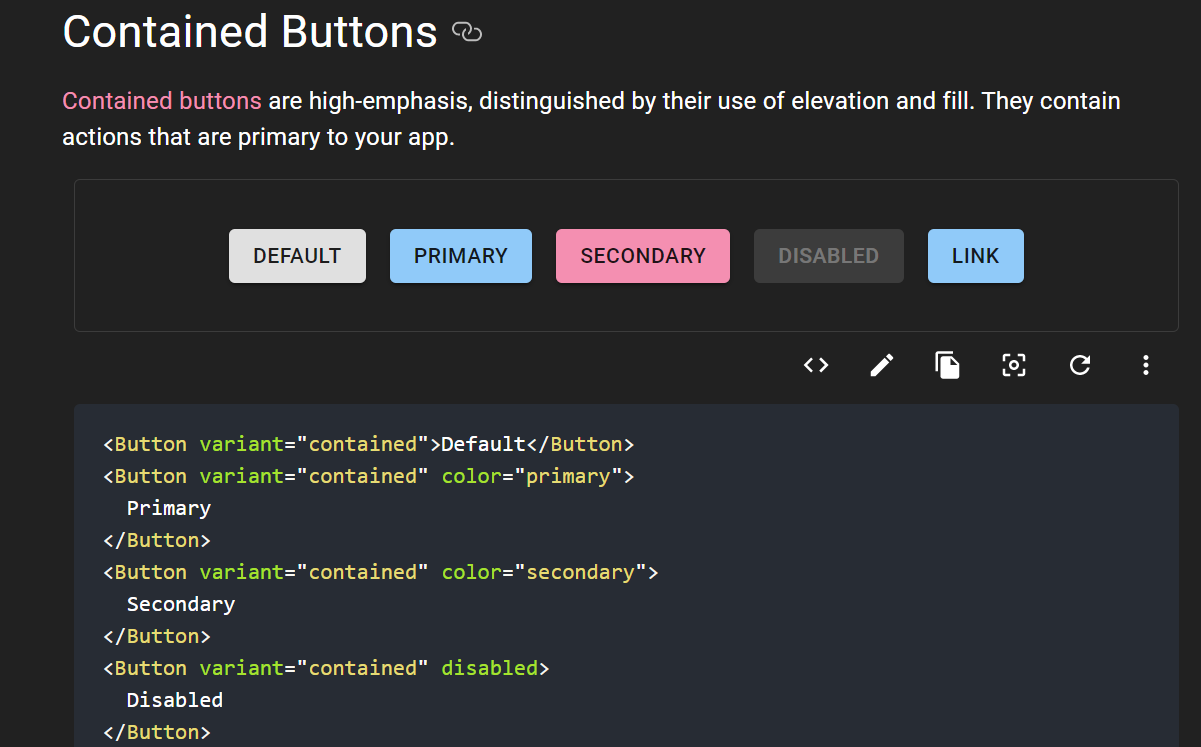 Contained Buttons
Contained buttons are high-emphasis, distinguished by their use of elevation and fill. They contain
actions that are primary to your app.
DEFAULT PRIMARY SECONDARY DISABLED LINK
<Button variant="contained">Default</Button>
<Button variant="contained" color="primary">
  Primary
</Button>
<Button variant="contained" color="secondary">
  Secondary
</Button>
<Button variant="contained" disabled>
  Disabled
</Button>